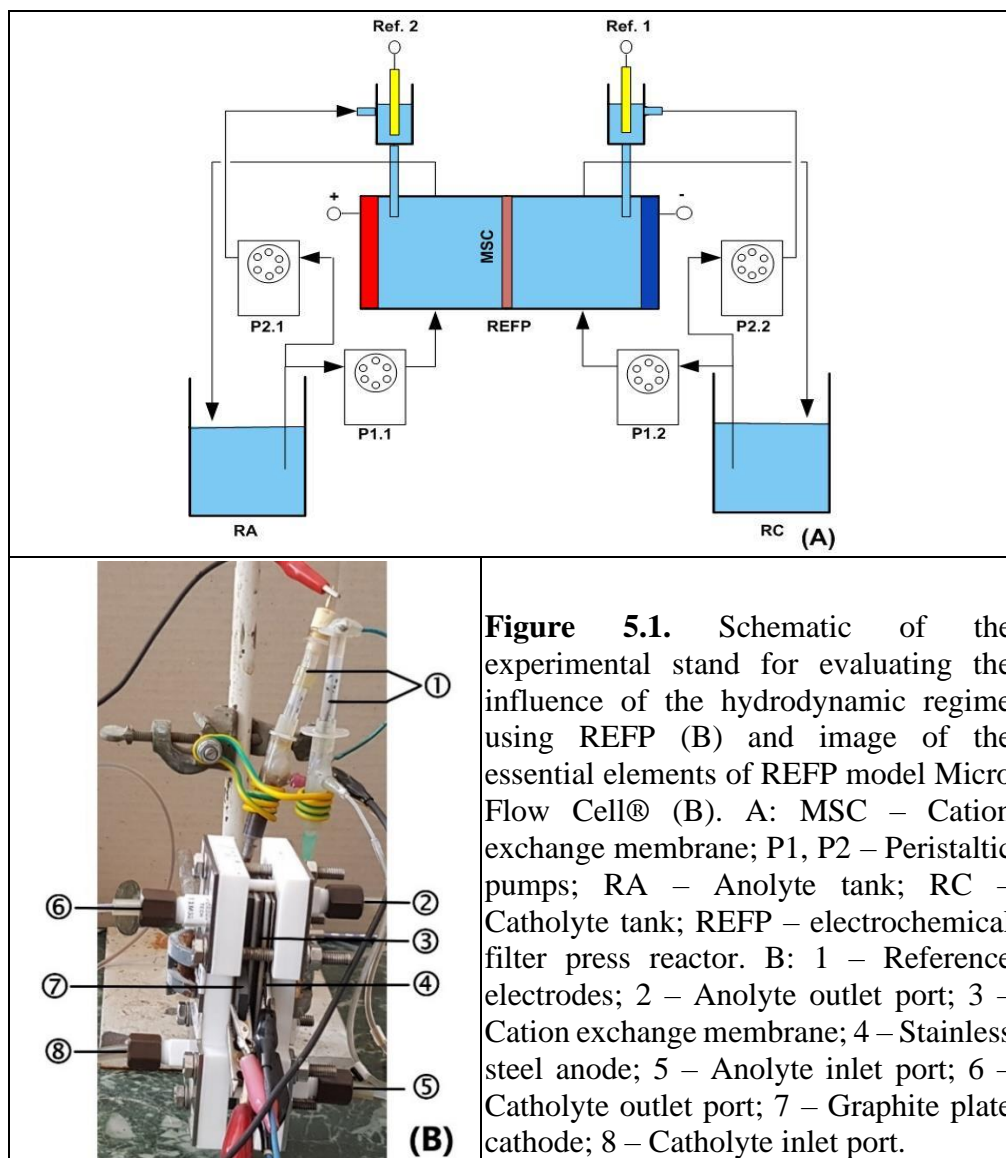 Ref. 2
Ref. 1
+
-
MSC
P2.1
REFP
P2.2
P1.1
P1.2
RA
RC
(A)
①
⑥
②
③
⑦
④
⑧
⑤
(B)
Figure 5.1. Schematic of the
experimental stand for evaluating the
influence of the hydrodynamic regime
using REFP (B) and image of the
essential elements of REFP model Micro
Flow Cell® (B). A: MSC – Cation
exchange membrane; P1, P2 – Peristaltic
pumps; RA – Anolyte tank; RC –
Catholyte tank; REFP – electrochemical
filter press reactor. B: 1 – Reference
electrodes; 2 – Anolyte outlet port; 3 –
Cation exchange membrane; 4 – Stainless
steel anode; 5 – Anolyte inlet port; 6 –
Catholyte outlet port; 7 – Graphite plate
cathode; 8 – Catholyte inlet port.